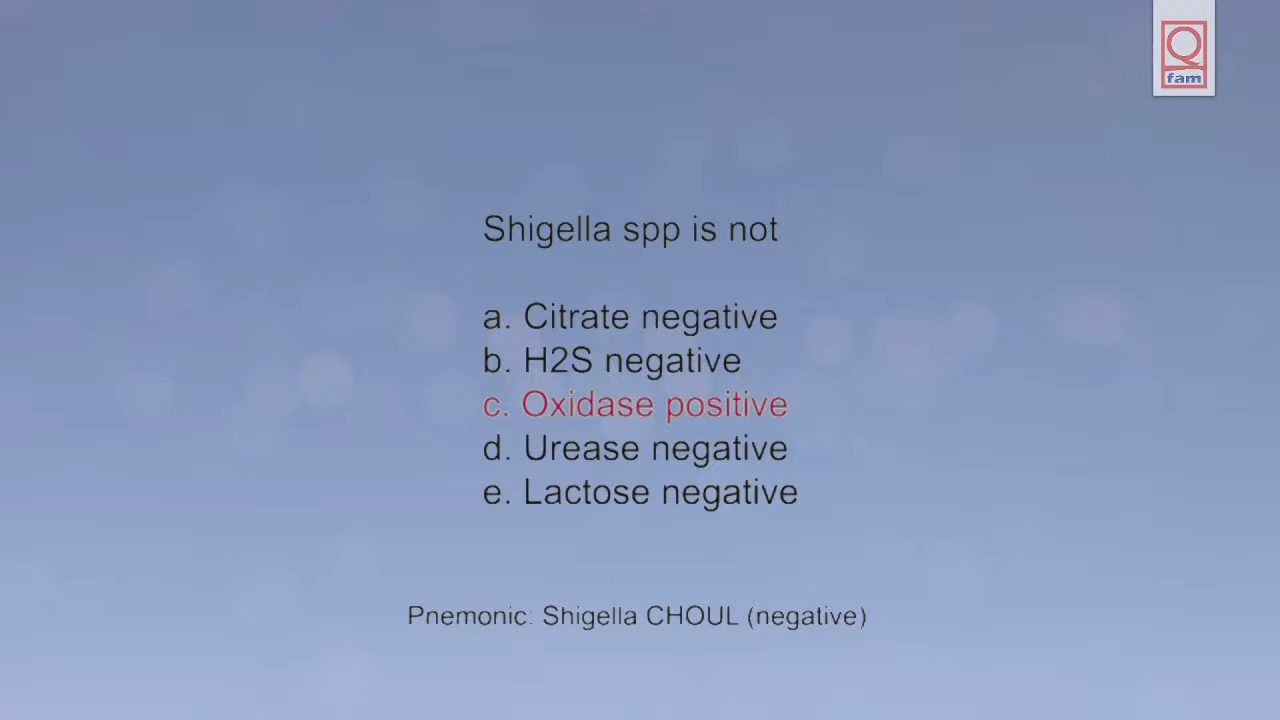 Q
fam
Shigella spp is not
a. Citrate negative
b. H2S negative
c. Oxidase positive
d. Urease negative
e. Lactose negative
Pnemonic: Shigella CHOUL (negative)